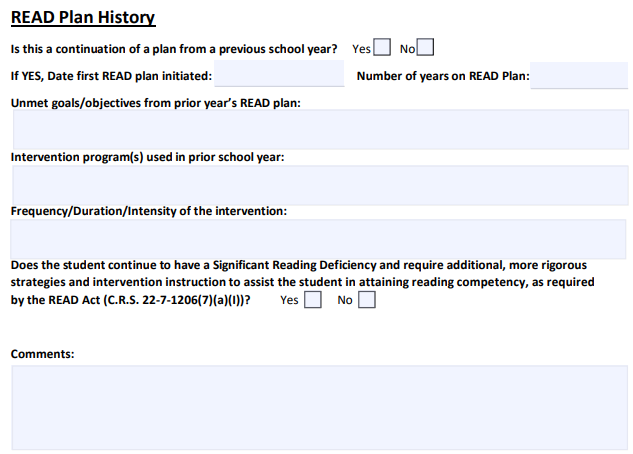 READ Plan History
Is this a continuation of a plan from a previous school year? Yes No
If YES, Date first READ plan initiated: Number of years on READ Plan:
Unmet goals/objectives from prior year's READ plan:
Intervention program(s) used in prior school year:
Frequency/Duration/Intensity of the intervention:
Does the student continue to have a Significant Reading Deficiency and require additional, more rigorous
strategies and intervention instruction to assist the student in attaining reading competency, as required
by the READ Act (C.R.S. 22-7-1206(7)(a)(I))? Yes No
Comments: